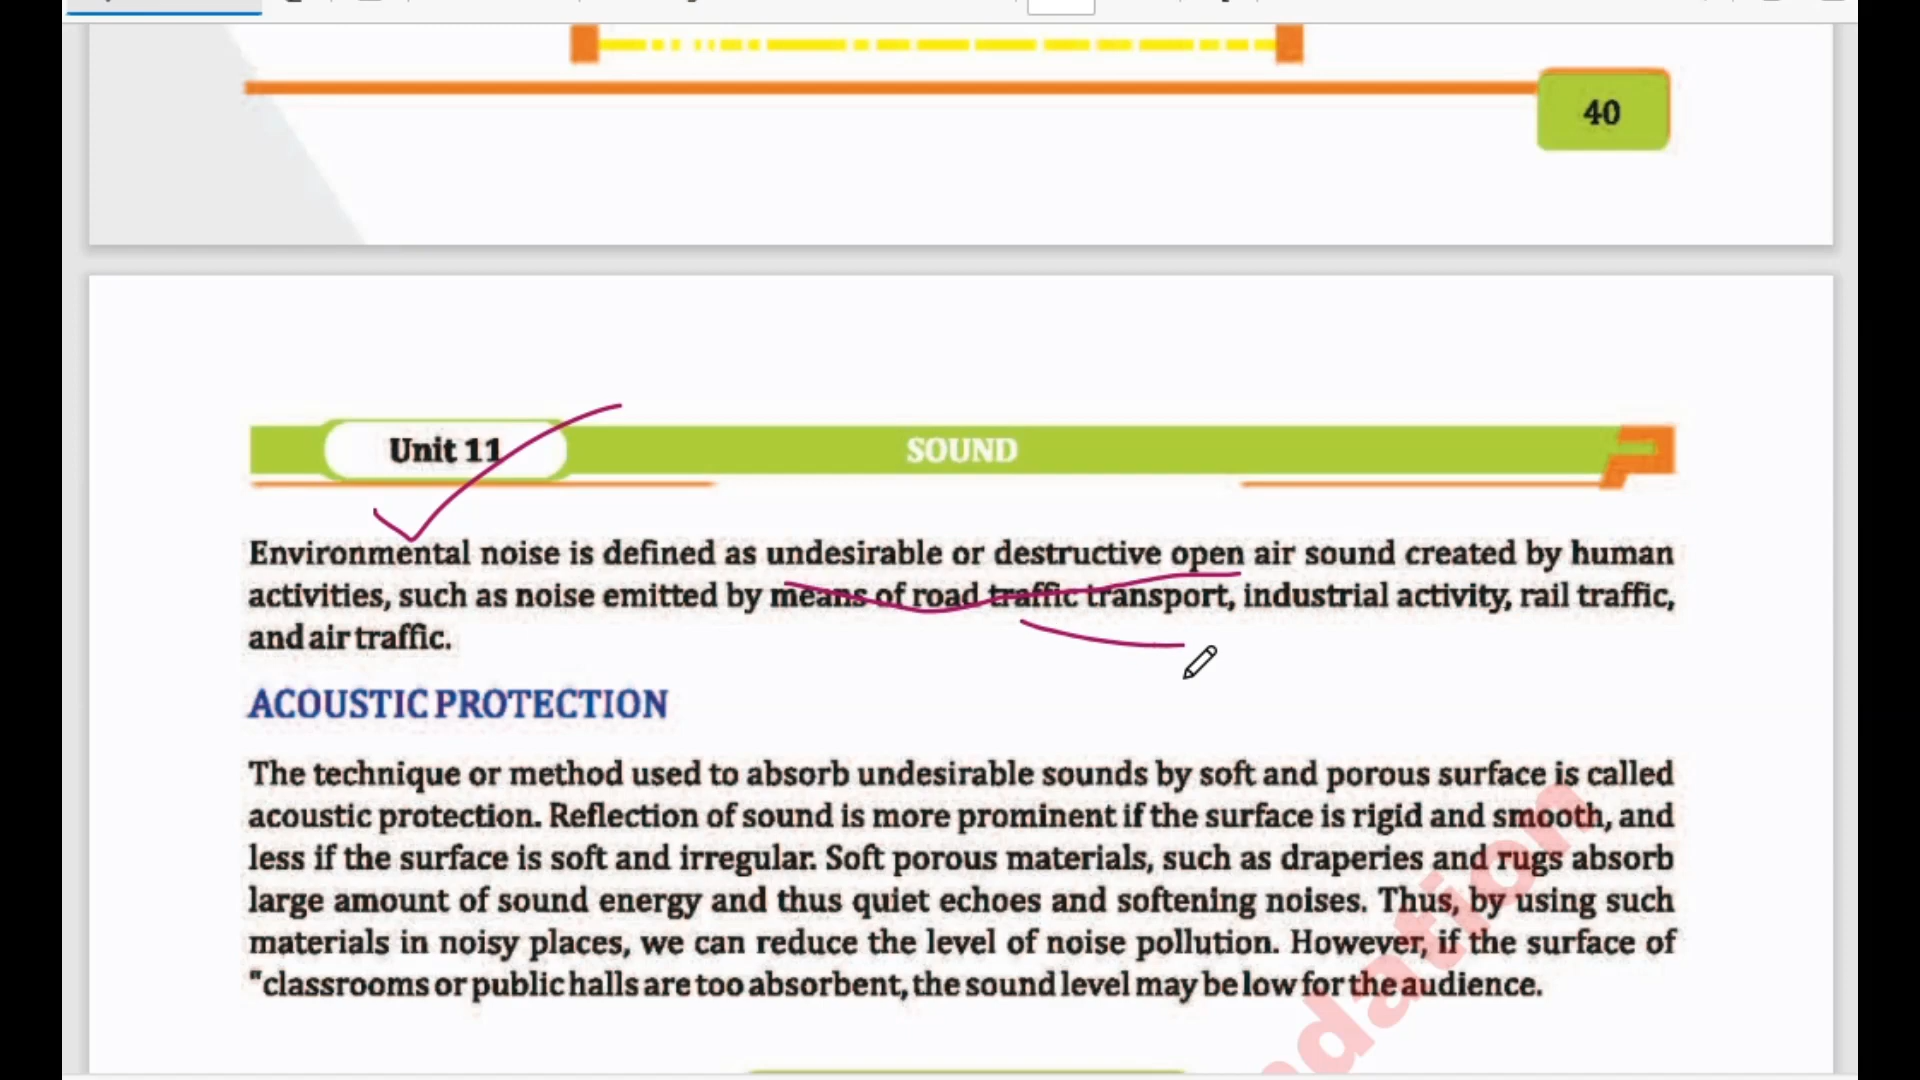 40
Unit 11
SOUND
Environmental noise is defined as undesirable or destructive open air sound created by human
activities, such as noise emitted by means of road traffic transport, industrial activity, rail traffic,
and air traffic.
ACOUSTIC PROTECTION
The technique or method used to absorb undesirable sounds by soft and porous surface is called
acoustic protection. Reflection of sound is more prominent if the surface is rigid and smooth, and
less if the surface is soft and irregular. Soft porous materials, such as draperies and rugs absorb
large amount of sound energy and thus quiet echoes and softening noises. Thus, by using such
materials in noisy places, we can reduce the level of noise pollution. However, if the surface of
"classrooms or public halls are too absorbent, the sound level may be low for the audience.